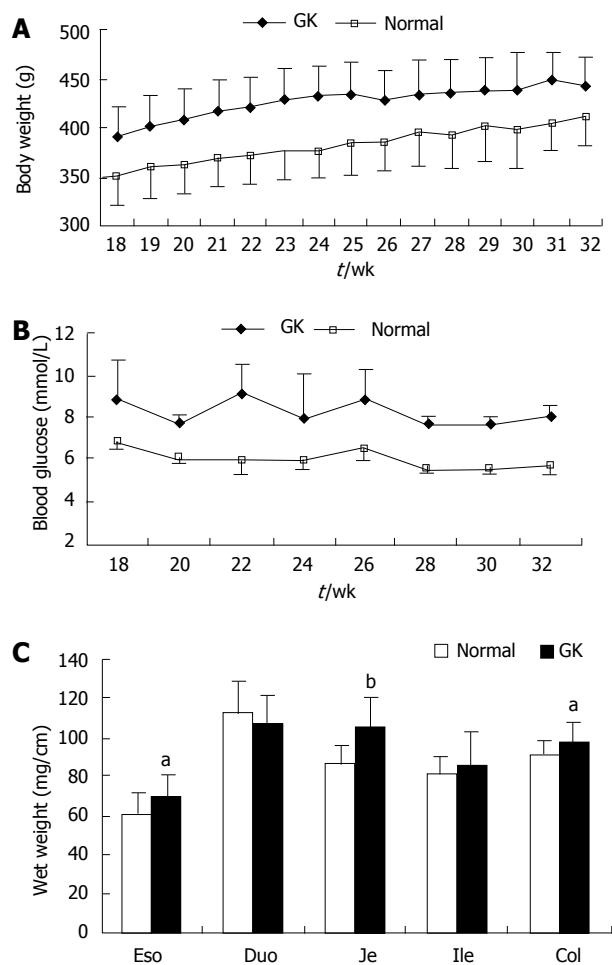 A
GK Normal
Body weight (g)
500
450
400
350
300
18 19 20 21 22 23 24 25 26 27 28 29 30 31 32
t/wk
B
GK Normal
Blood glucose (mmol/L)
12
10
8
6
4
2
18 20 22 24 26 28 30 32
t/wk
C
Normal GK
Wet weight (mg/cm)
140
120
100
80
60
40
20
0
a
b
a
Eso Duo Je Ile Col